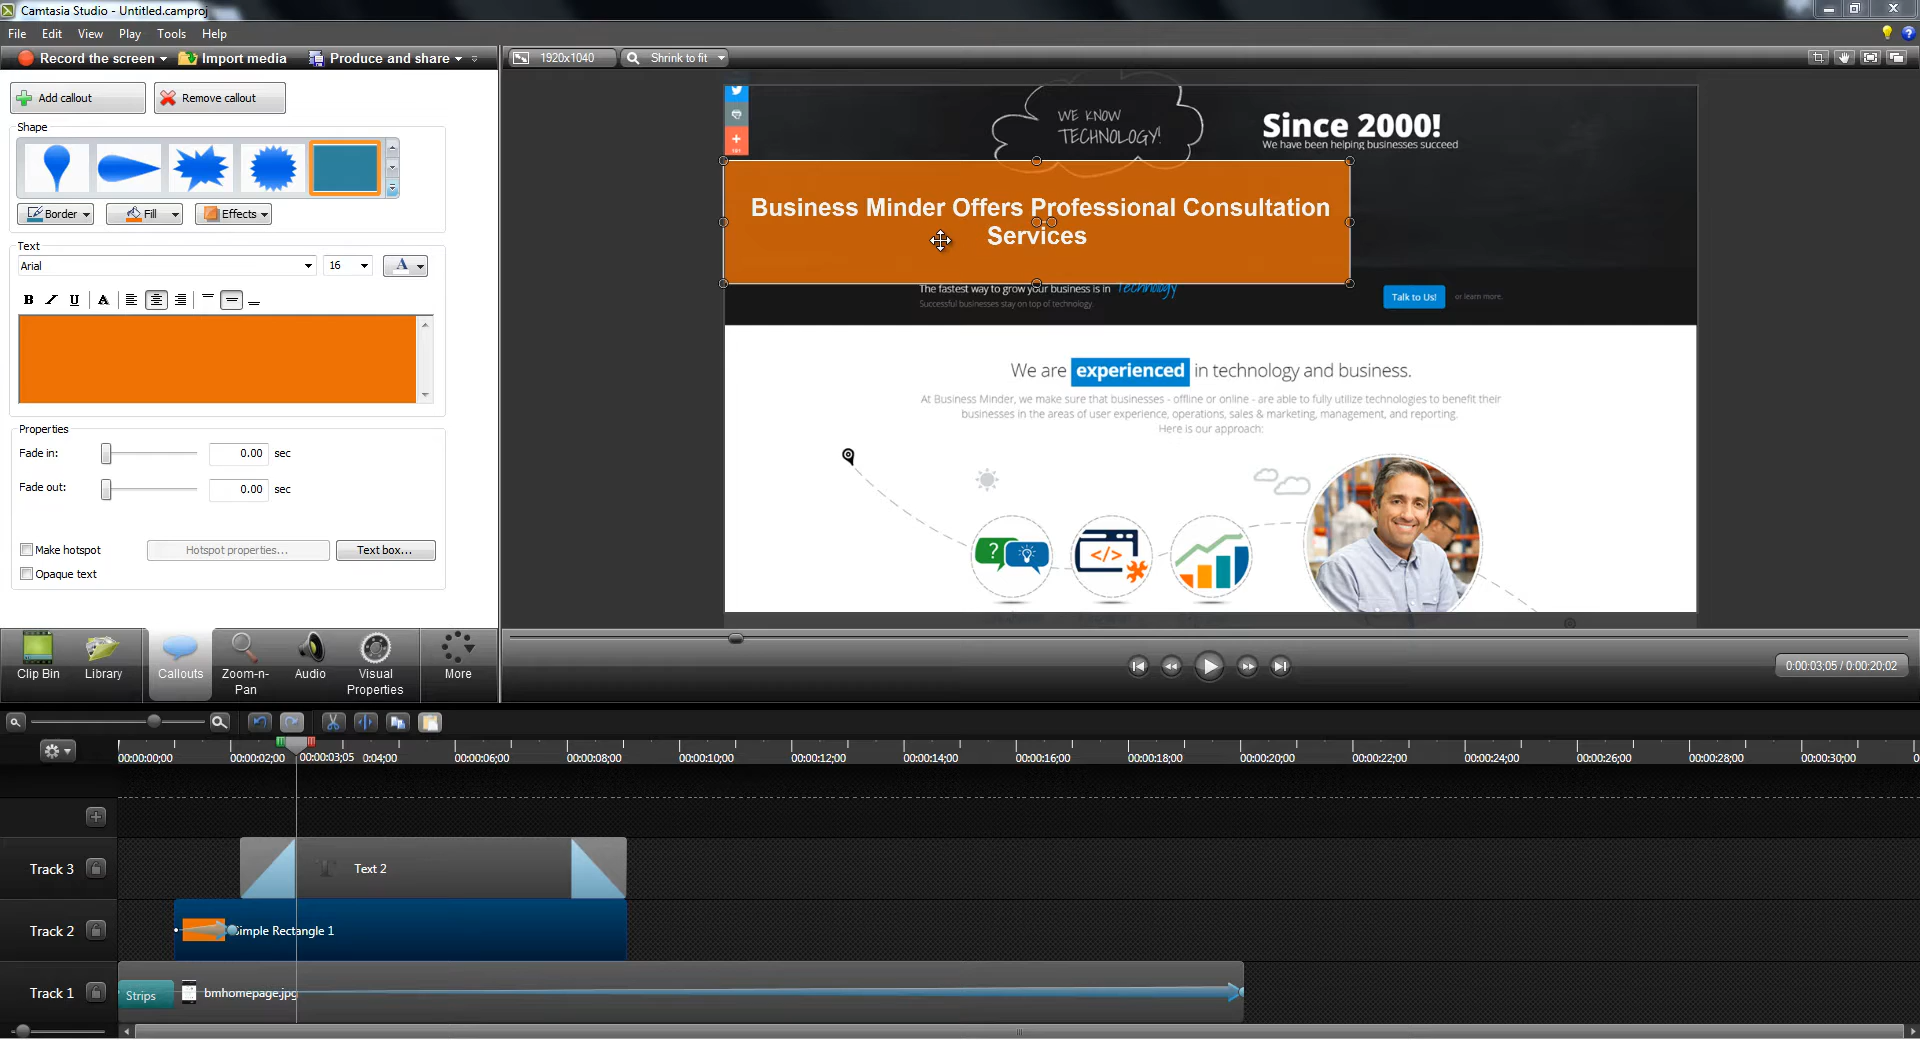 Camtasia Studio - Untitled.camproj
File Edit View Play Tools Help
Record the screen Import media Produce and share
1920x1040 Shrink to fit
Add callout Remove callout
Shape
Border Fill Effects
Text
Arial 16
B I U A
Properties
Fade in: 0.00 sec
Fade out: 0.00 sec
Make hotspot Hotspot properties... Text box...
Opaque text
WE KNOW
TECHNOLOGY!
Since 2000!
We have been helping businesses succeed
Business Minder Offers Professional Consultation
Services
The fastest way to grow your business is in Technology
Successful businesses stay on top of technology.
Talk to Us! or learn more.
We are experienced in technology and business.
At Business Minder, we make sure that businesses - offline or online - are able to fully utilize technologies to benefit their
businesses in the areas of user experience, operations, sales & marketing, management, and reporting.
Here is our approach:
Clip Bin Library Callouts Zoom-n-Pan Audio Visual Properties More
0:00:03;05 / 0:00:20;02
00:00:00;00 00:00:02;00 00:00:03;05 0:04;00 00:00:06;00 00:00:08;00 00:00:10;00 00:00:12;00 00:00:14;00 00:00:16;00 00:00:18;00 00:00:20;00 00:00:22;00 00:00:24;00 00:00:26;00 00:00:28;00 00:00:30;00
Track 3 Text 2
Track 2 Simple Rectangle 1
Track 1 Strips bmhomepage.jpg